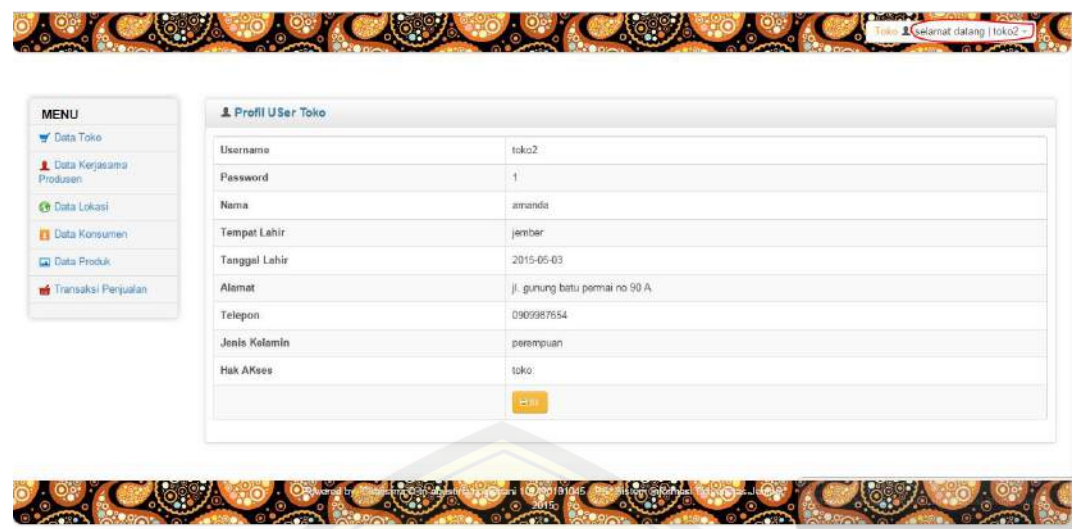 Toko selamat datang | toko2
MENU
Data Toko
Data Kerjasama
Produsen
Data Lokasi
Data Konsumen
Data Produk
Transaksi Penjualan
Profil USer Toko
Username toko2
Password 1
Nama amanda
Tempat Lahir jember
Tanggal Lahir 2015-05-03
Alamat jl. gunung batu permai no 90 A
Telepon 0909987654
Jenis Kelamin perempuan
Hak AKses toko
Edit
Powered by
2015